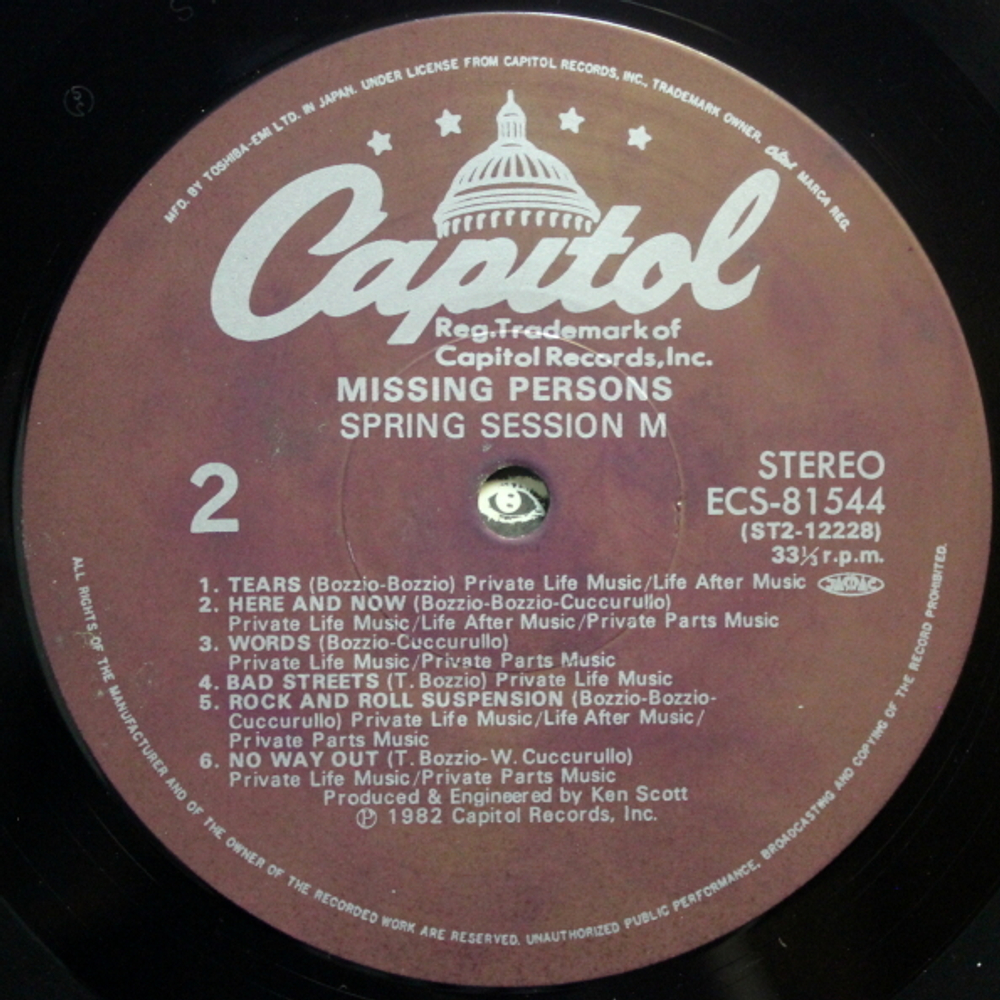 MFD. BY TOSHIBA-EMI LTD. IN JAPAN. UNDER LICENSE FROM CAPITOL RECORDS, INC., TRADEMARK OWNER. Capitol MARCA REG.
Capitol
Reg. Trademark of
Capitol Records, Inc.
MISSING PERSONS
SPRING SESSION M
2
STEREO
ECS-81544
(ST2-12228)
33⅓ r.p.m.
1. TEARS (Bozzio-Bozzio) Private Life Music/Life After Music JASRAC
2. HERE AND NOW (Bozzio-Bozzio-Cuccurullo)
Private Life Music/Life After Music/Private Parts Music
3. WORDS (Bozzio-Cuccurullo)
Private Life Music/Private Parts Music
4. BAD STREETS (T. Bozzio) Private Life Music
5. ROCK AND ROLL SUSPENSION (Bozzio-Bozzio-
Cuccurullo) Private Life Music/Life After Music/
Private Parts Music
6. NO WAY OUT (T. Bozzio-W. Cuccurullo)
Private Life Music/Private Parts Music
Produced & Engineered by Ken Scott
℗ 1982 Capitol Records, Inc.
ALL RIGHTS OF THE MANUFACTURER AND OF THE OWNER OF THE RECORDED WORK ARE RESERVED. UNAUTHORIZED PUBLIC PERFORMANCE, BROADCASTING AND COPYING OF THE RECORD PROHIBITED.